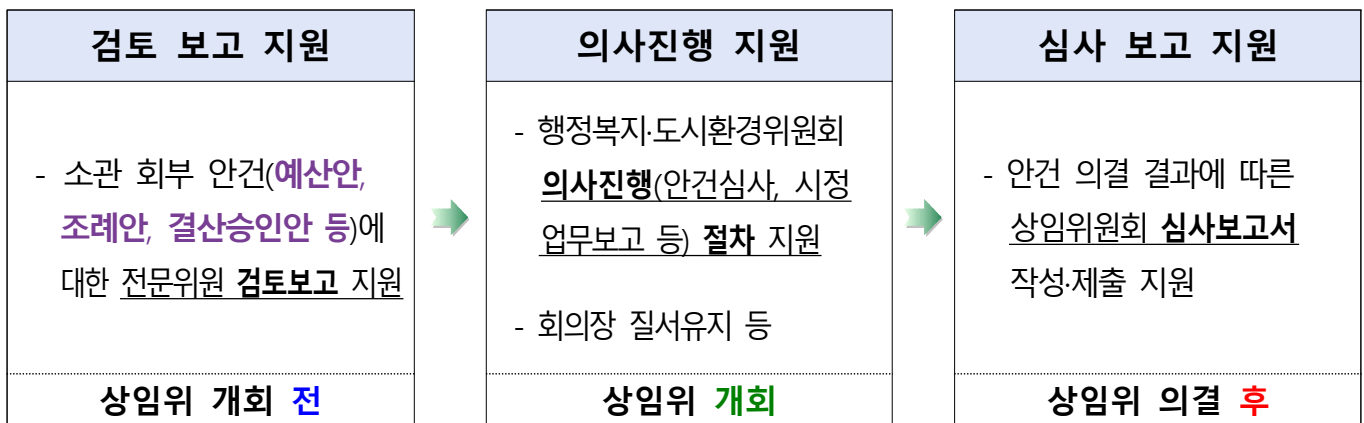 검토 보고 지원
- 소관 회부 안건(예산안,
조례안, 결산승인안 등)에
대한 전문위원 검토보고 지원
상임위 개회 전
의사진행 지원
- 행정복지·도시환경위원회
의사진행(안건심사, 시정
업무보고 등) 절차 지원
- 회의장 질서유지 등
상임위 개회
심사 보고 지원
- 안건 의결 결과에 따른
상임위원회 심사보고서
작성·제출 지원
상임위 의결 후